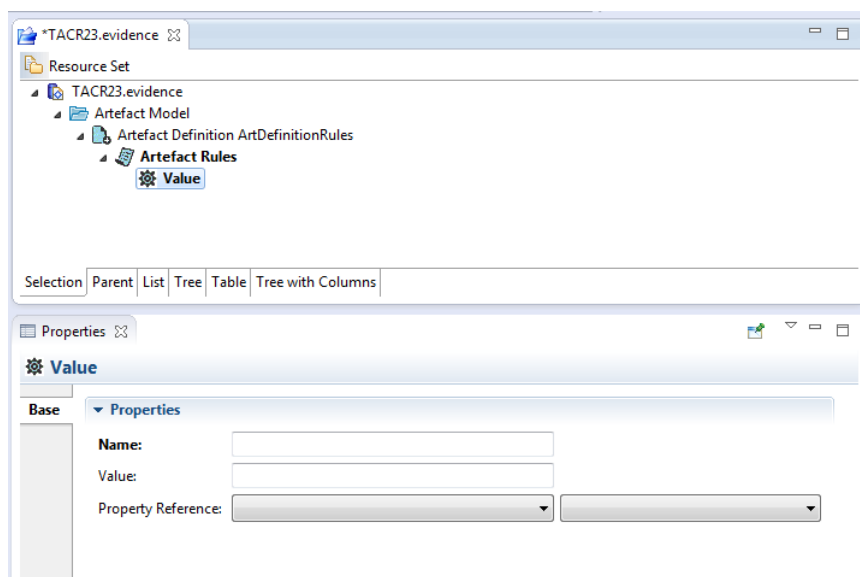 *TACR23.evidence
Resource Set
TACR23.evidence
Artefact Model
Artefact Definition ArtDefinitionRules
Artefact Rules
Value
Selection Parent List Tree Table Tree with Columns
Properties
Value
Base
Properties
Name:
Value:
Property Reference: